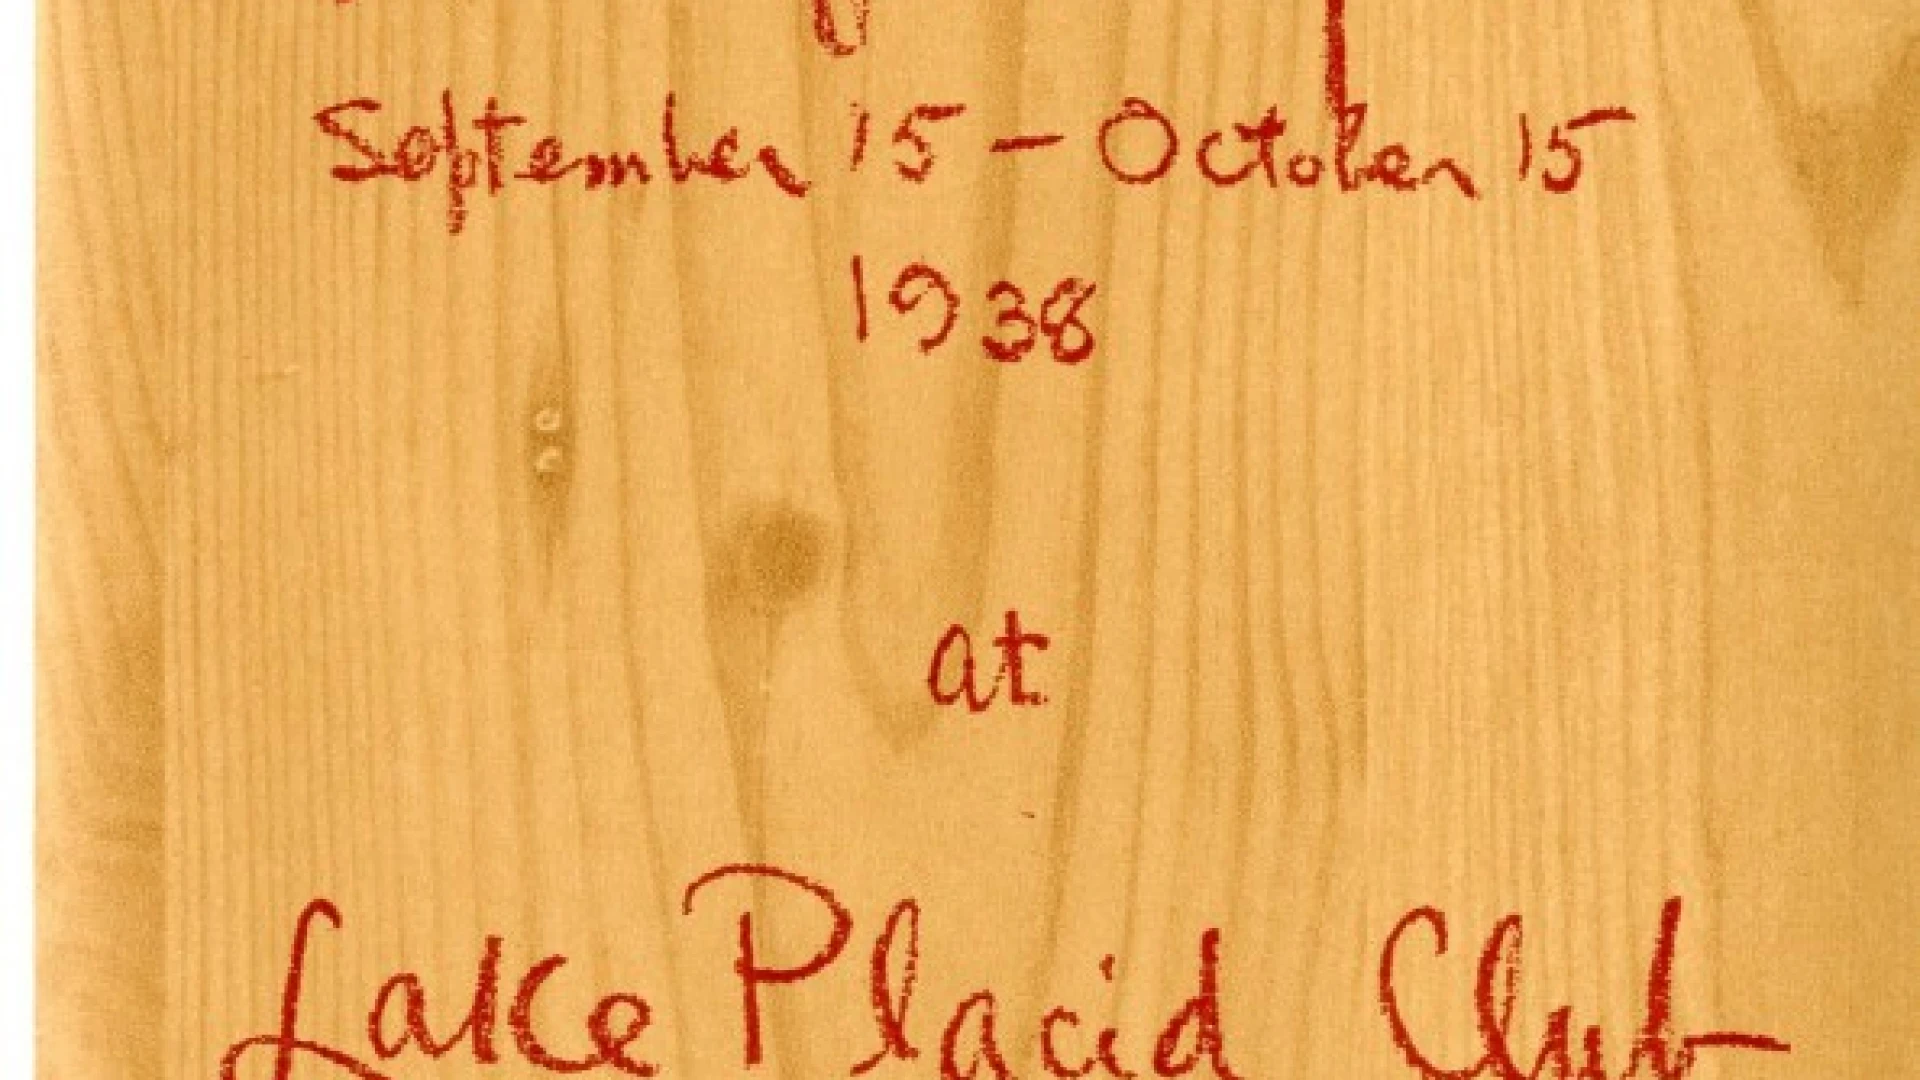 September 15 - October 15
1938
at
Lake Placid Club